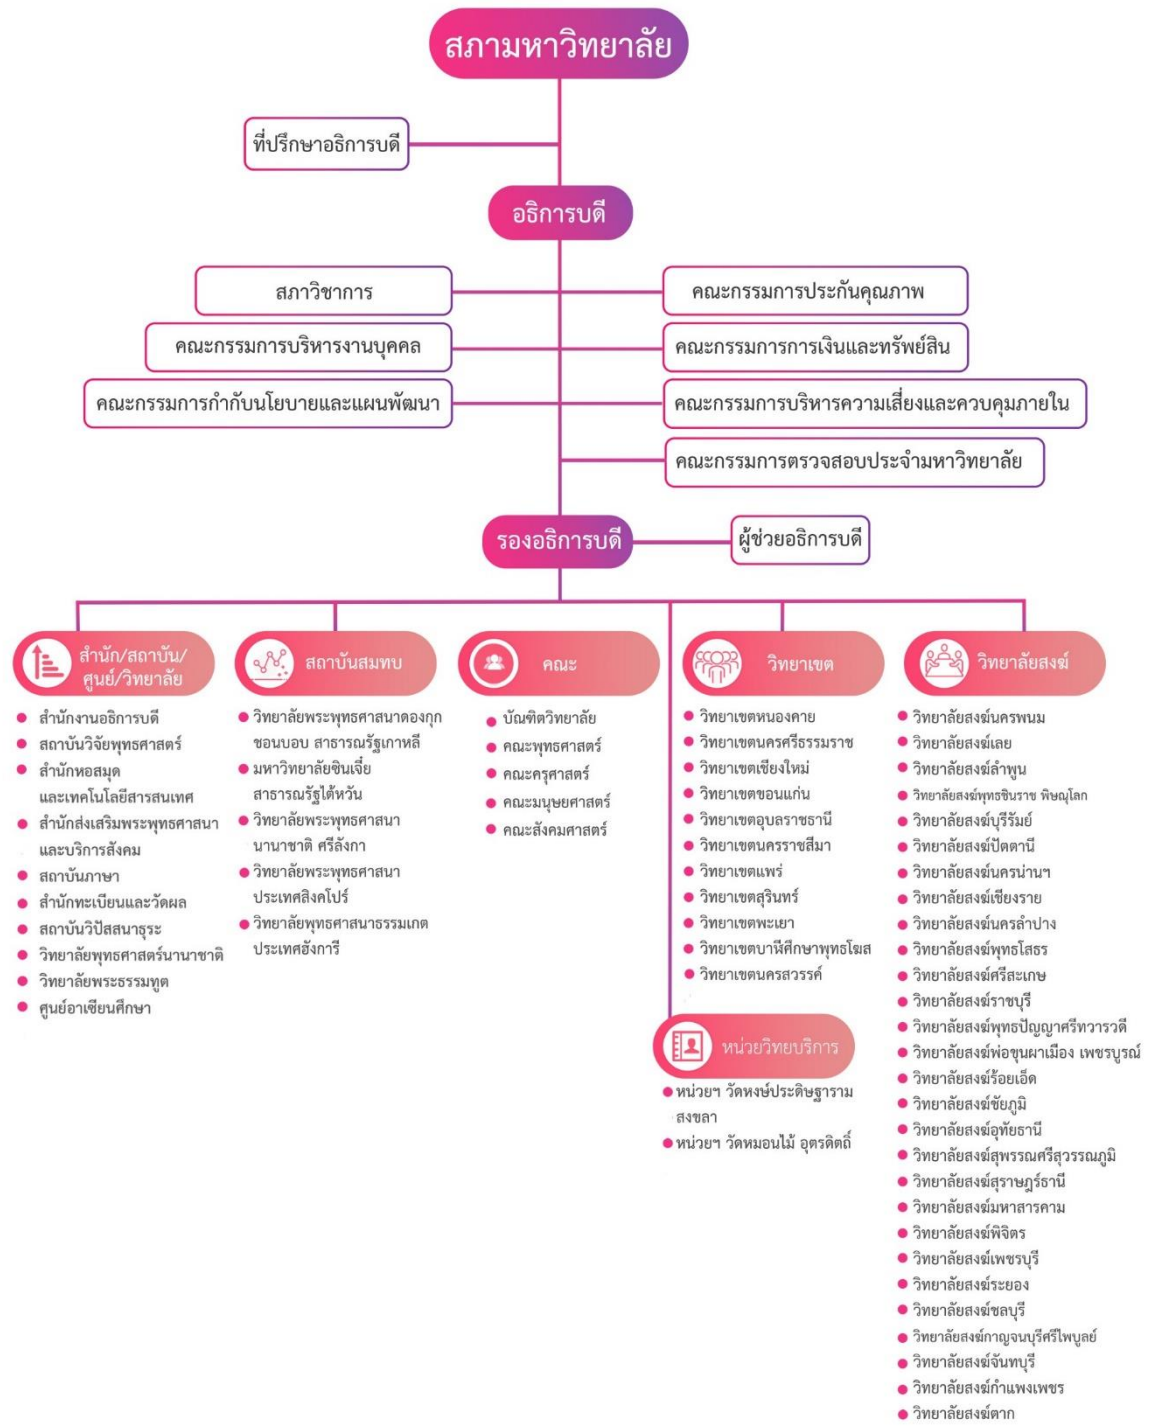 สภามหาวิทยาลัย
ที่ปรึกษาอธิการบดี
อธิการบดี
สภาวิชาการ
คณะกรรมการประกันคุณภาพ
คณะกรรมการบริหารงานบุคคล
คณะกรรมการการเงินและทรัพย์สิน
คณะกรรมการกำกับนโยบายและแผนพัฒนา
คณะกรรมการบริหารความเสี่ยงและควบคุมภายใน
คณะกรรมการตรวจสอบประจำมหาวิทยาลัย
รองอธิการบดี
ผู้ช่วยอธิการบดี
สำนัก/สถาบัน/
ศูนย์/วิทยาลัย
สำนักงานอธิการบดี
สถาบันวิจัยพุทธศาสตร์
สำนักหอสมุด
และเทคโนโลยีสารสนเทศ
สำนักส่งเสริมพระพุทธศาสนา
และบริการสังคม
สถาบันภาษา
สำนักทะเบียนและวัดผล
สถาบันวิปัสสนาธุระ
วิทยาลัยพุทธศาสตร์นานาชาติ
วิทยาลัยพระธรรมทูต
ศูนย์อาเซียนศึกษา
สถาบันสมทบ
วิทยาลัยพระพุทธศาสนาดองกุก
ชอนบอบ สาธารณรัฐเกาหลี
มหาวิทยาลัยซินเจี๋ย
สาธารณรัฐไต้หวัน
วิทยาลัยพระพุทธศาสนา
นานาชาติ ศรีลังกา
วิทยาลัยพระพุทธศาสนา
ประเทศสิงคโปร์
วิทยาลัยพุทธศาสนาธรรมเกต
ประเทศฮังการี
คณะ
บัณฑิตวิทยาลัย
คณะพุทธศาสตร์
คณะครุศาสตร์
คณะมนุษยศาสตร์
คณะสังคมศาสตร์
วิทยาเขต
วิทยาเขตหนองคาย
วิทยาเขตนครศรีธรรมราช
วิทยาเขตเชียงใหม่
วิทยาเขตขอนแก่น
วิทยาเขตอุบลราชธานี
วิทยาเขตนครราชสีมา
วิทยาเขตแพร่
วิทยาเขตสุรินทร์
วิทยาเขตพะเยา
วิทยาเขตบาฬีศึกษาพุทธโฆส
วิทยาเขตนครสวรรค์
หน่วยวิทยบริการ
หน่วยฯ วัดหงษ์ประดิษฐาราม
สงขลา
หน่วยฯ วัดหมอนไม้ อุตรดิตถิ์
วิทยาลัยสงฆ์
วิทยาลัยสงฆ์นครพนม
วิทยาลัยสงฆ์เลย
วิทยาลัยสงฆ์ลำพูน
วิทยาลัยสงฆ์พุทธชินราช พิษณุโลก
วิทยาลัยสงฆ์บุรีรัมย์
วิทยาลัยสงฆ์ปัตตานี
วิทยาลัยสงฆ์นครน่านฯ
วิทยาลัยสงฆ์เชียงราย
วิทยาลัยสงฆ์นครลำปาง
วิทยาลัยสงฆ์พุทธโสธร
วิทยาลัยสงฆ์ศรีสะเกษ
วิทยาลัยสงฆ์ราชบุรี
วิทยาลัยสงฆ์พุทธปัญญาศรีทวารวดี
วิทยาลัยสงฆ์พ่อขุนผาเมือง เพชรบูรณ์
วิทยาลัยสงฆ์ร้อยเอ็ด
วิทยาลัยสงฆ์ชัยภูมิ
วิทยาลัยสงฆ์อุทัยธานี
วิทยาลัยสงฆ์สุพรรณศรีสุวรรณภูมิ
วิทยาลัยสงฆ์สุราษฎร์ธานี
วิทยาลัยสงฆ์มหาสารคาม
วิทยาลัยสงฆ์พิจิตร
วิทยาลัยสงฆ์เพชรบุรี
วิทยาลัยสงฆ์ระยอง
วิทยาลัยสงฆ์ชลบุรี
วิทยาลัยสงฆ์กาญจนบุรีศรีไพบูลย์
วิทยาลัยสงฆ์จันทบุรี
วิทยาลัยสงฆ์กำแพงเพชร
วิทยาลัยสงฆ์ตาก